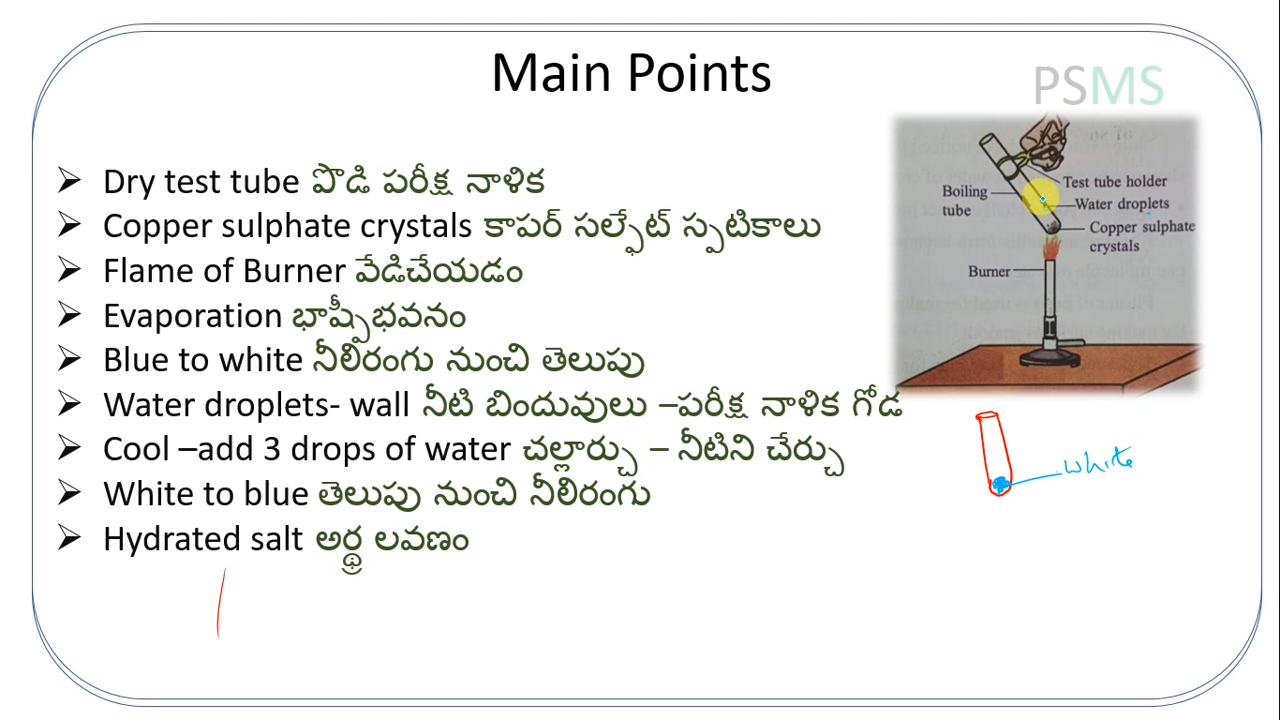 Main Points
PSMS
➢ Dry test tube పొడి పరీక్ష నాళిక
➢ Copper sulphate crystals కాపర్ సల్ఫేట్ స్పటికాలు
➢ Flame of Burner వేడిచేయడం
➢ Evaporation భాష్పీభవనం
➢ Blue to white నీలిరంగు నుంచి తెలుపు
➢ Water droplets- wall నీటి బిందువులు –పరీక్ష నాళిక గోడ
➢ Cool –add 3 drops of water చల్లార్చు – నీటిని చేర్చు
➢ White to blue తెలుపు నుంచి నీలిరంగు
➢ Hydrated salt అర్థ్ర లవణం
Boiling
tube
Test tube holder
Water droplets
Copper sulphate
crystals
Burner
white